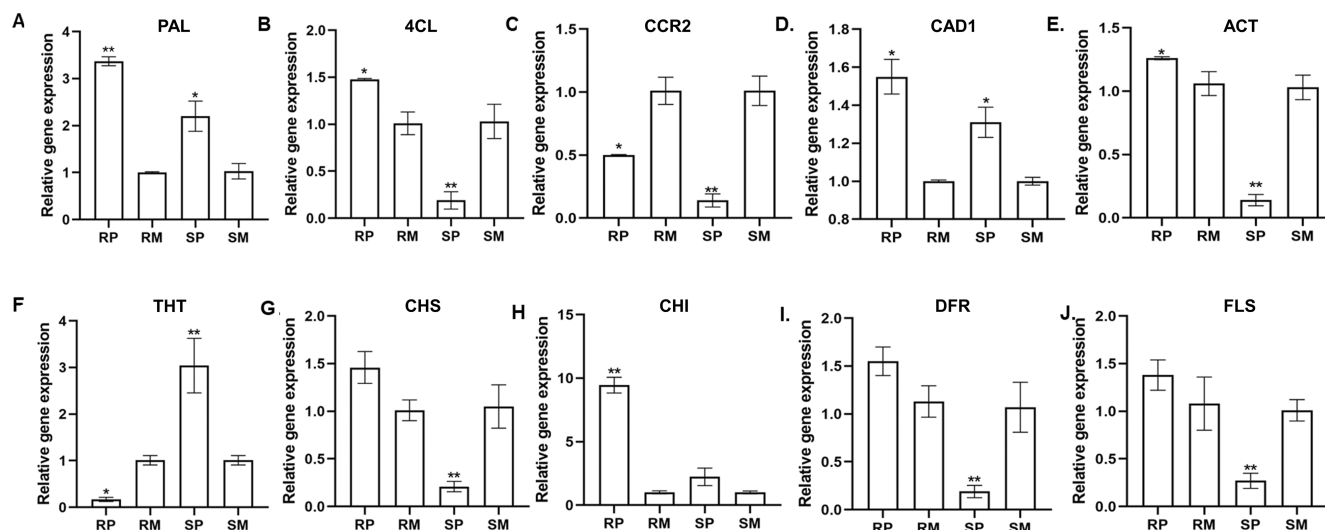 A PAL
Relative gene expression
4
3
2
1
0
** *
RP RM SP SM
B 4CL
Relative gene expression
2.0
1.5
1.0
0.5
0.0
* **
RP RM SP SM
C CCR2
Relative gene expression
1.5
1.0
0.5
0.0
* **
RP RM SP SM
D. CAD1
Relative gene expression
1.8
1.6
1.4
1.2
1.0
0.8
* *
RP RM SP SM
E. ACT
Relative gene expression
1.5
1.0
0.5
0.0
* **
RP RM SP SM
F THT
Relative gene expression
4
3
2
1
0
* **
RP RM SP SM
G. CHS
Relative gene expression
2.0
1.5
1.0
0.5
0.0
**
RP RM SP SM
H CHI
Relative gene expression
15
10
5
0
**
RP RM SP SM
I. DFR
Relative gene expression
2.0
1.5
1.0
0.5
0.0
**
RP RM SP SM
J. FLS
Relative gene expression
2.0
1.5
1.0
0.5
0.0
**
RP RM SP SM